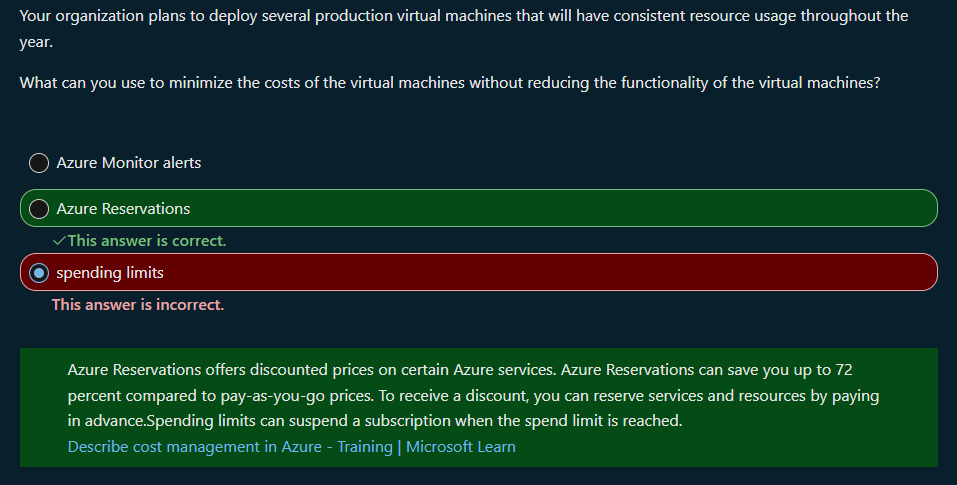 Your organization plans to deploy several production virtual machines that will have consistent resource usage throughout the
year.
What can you use to minimize the costs of the virtual machines without reducing the functionality of the virtual machines?
Azure Monitor alerts
Azure Reservations
✓This answer is correct.
spending limits
This answer is incorrect.
Azure Reservations offers discounted prices on certain Azure services. Azure Reservations can save you up to 72
percent compared to pay-as-you-go prices. To receive a discount, you can reserve services and resources by paying
in advance.Spending limits can suspend a subscription when the spend limit is reached.
Describe cost management in Azure - Training | Microsoft Learn